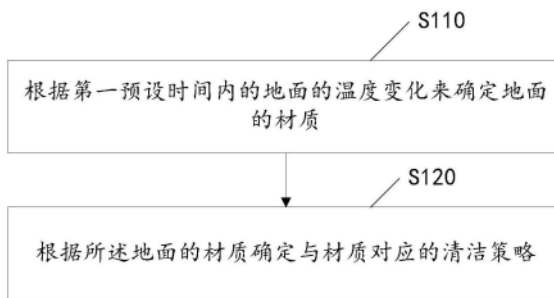 S110
根据第一预设时间内的地面的温度变化来确定地面
的材质
S120
根据所述地面的材质确定与材质对应的清洁策略